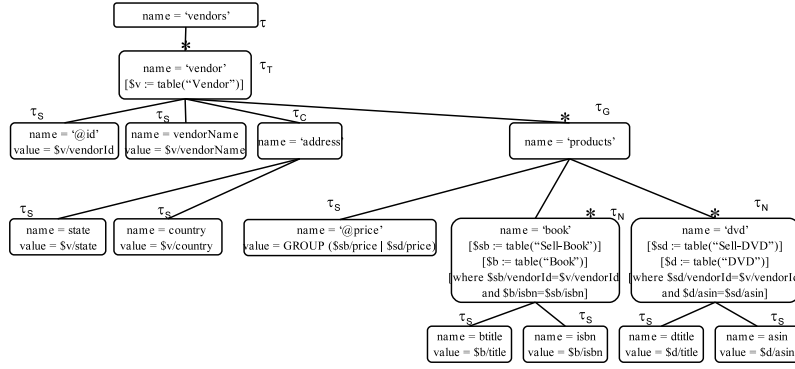 name = ‘vendors’
τ
*
name = ‘vendor’
[$v := table(“Vendor”)]
τT
τS
τS
τC
*
τG
name = ‘@id’
value = $v/vendorId
name = vendorName
value = $v/vendorName
name = ‘address’
name = ‘products’
τS
τS
τS
*
τN
*
τN
name = state
value = $v/state
name = country
value = $v/country
name = ‘@price’
value = GROUP ($sb/price | $sd/price)
name = ‘book’
[$sb := table(“Sell-Book”)]
[$b := table(“Book”)]
[where $sb/vendorId=$v/vendorId
and $b/isbn=$sb/isbn]
name = ‘dvd’
[$sd := table(“Sell-DVD”)]
[$d := table(“DVD”)]
[where $sd/vendorId=$v/vendorId
and $d/asin=$sd/asin]
τS
τS
τS
τS
name = btitle
value = $b/title
name = isbn
value = $b/isbn
name = dtitle
value = $d/title
name = asin
value = $d/asin